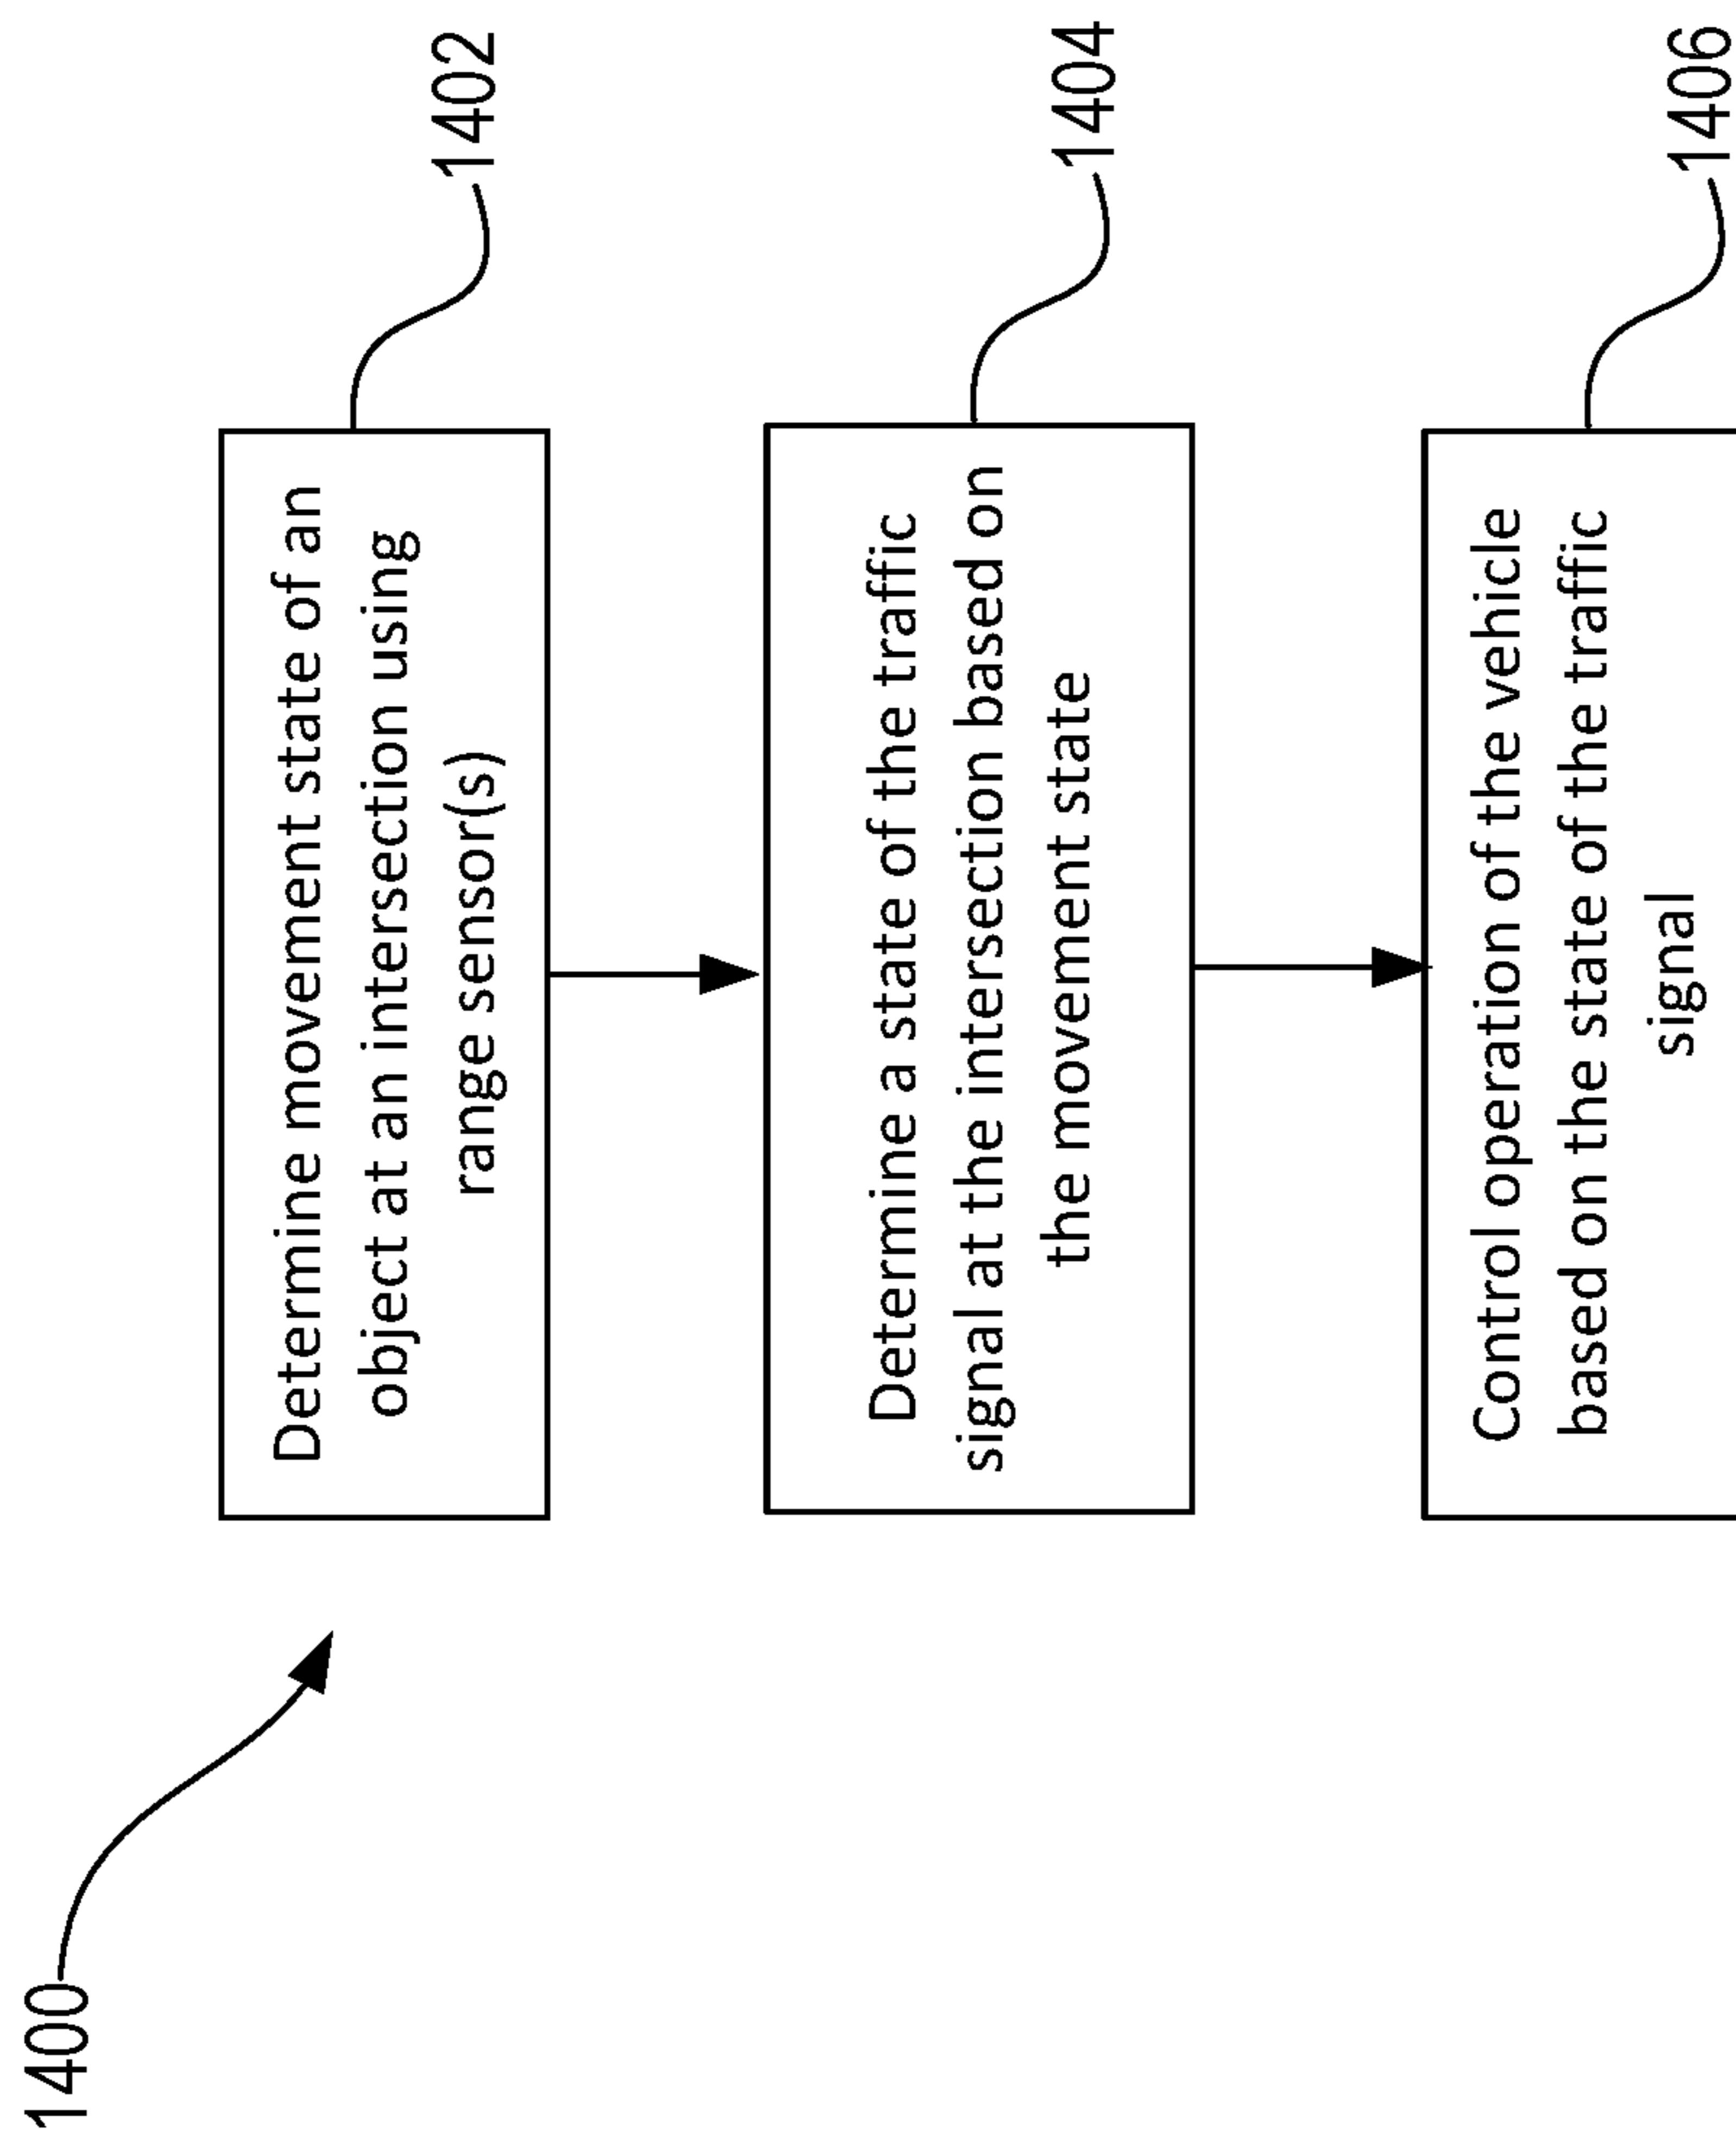 1400
1402
Determine movement state of an
object at an intersection using
range sensor(s)
1404
Determine a state of the traffic
signal at the intersection based on
the movement state
1406
Control operation of the vehicle
based on the state of the traffic
signal